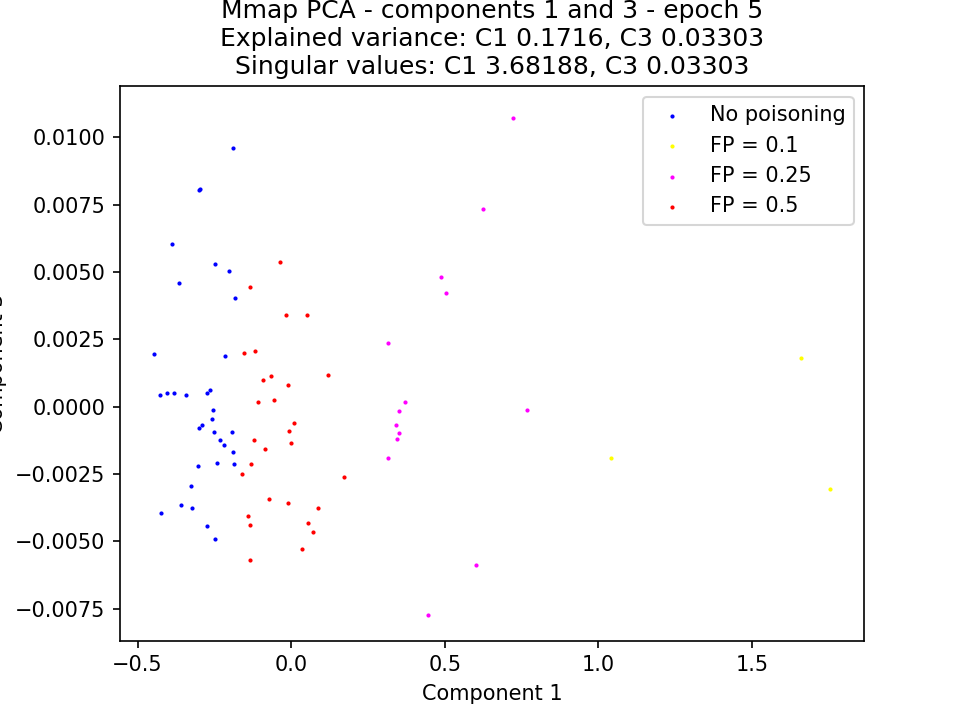 Mmap PCA - components 1 and 3 - epoch 5
Explained variance: C1 0.1716, C3 0.03303
Singular values: C1 3.68188, C3 0.03303
No poisoning
FP = 0.1
FP = 0.25
FP = 0.5
0.0100
0.0075
0.0050
0.0025
0.0000
−0.0025
−0.0050
−0.0075
−0.5
0.0
0.5
1.0
1.5
Component 1